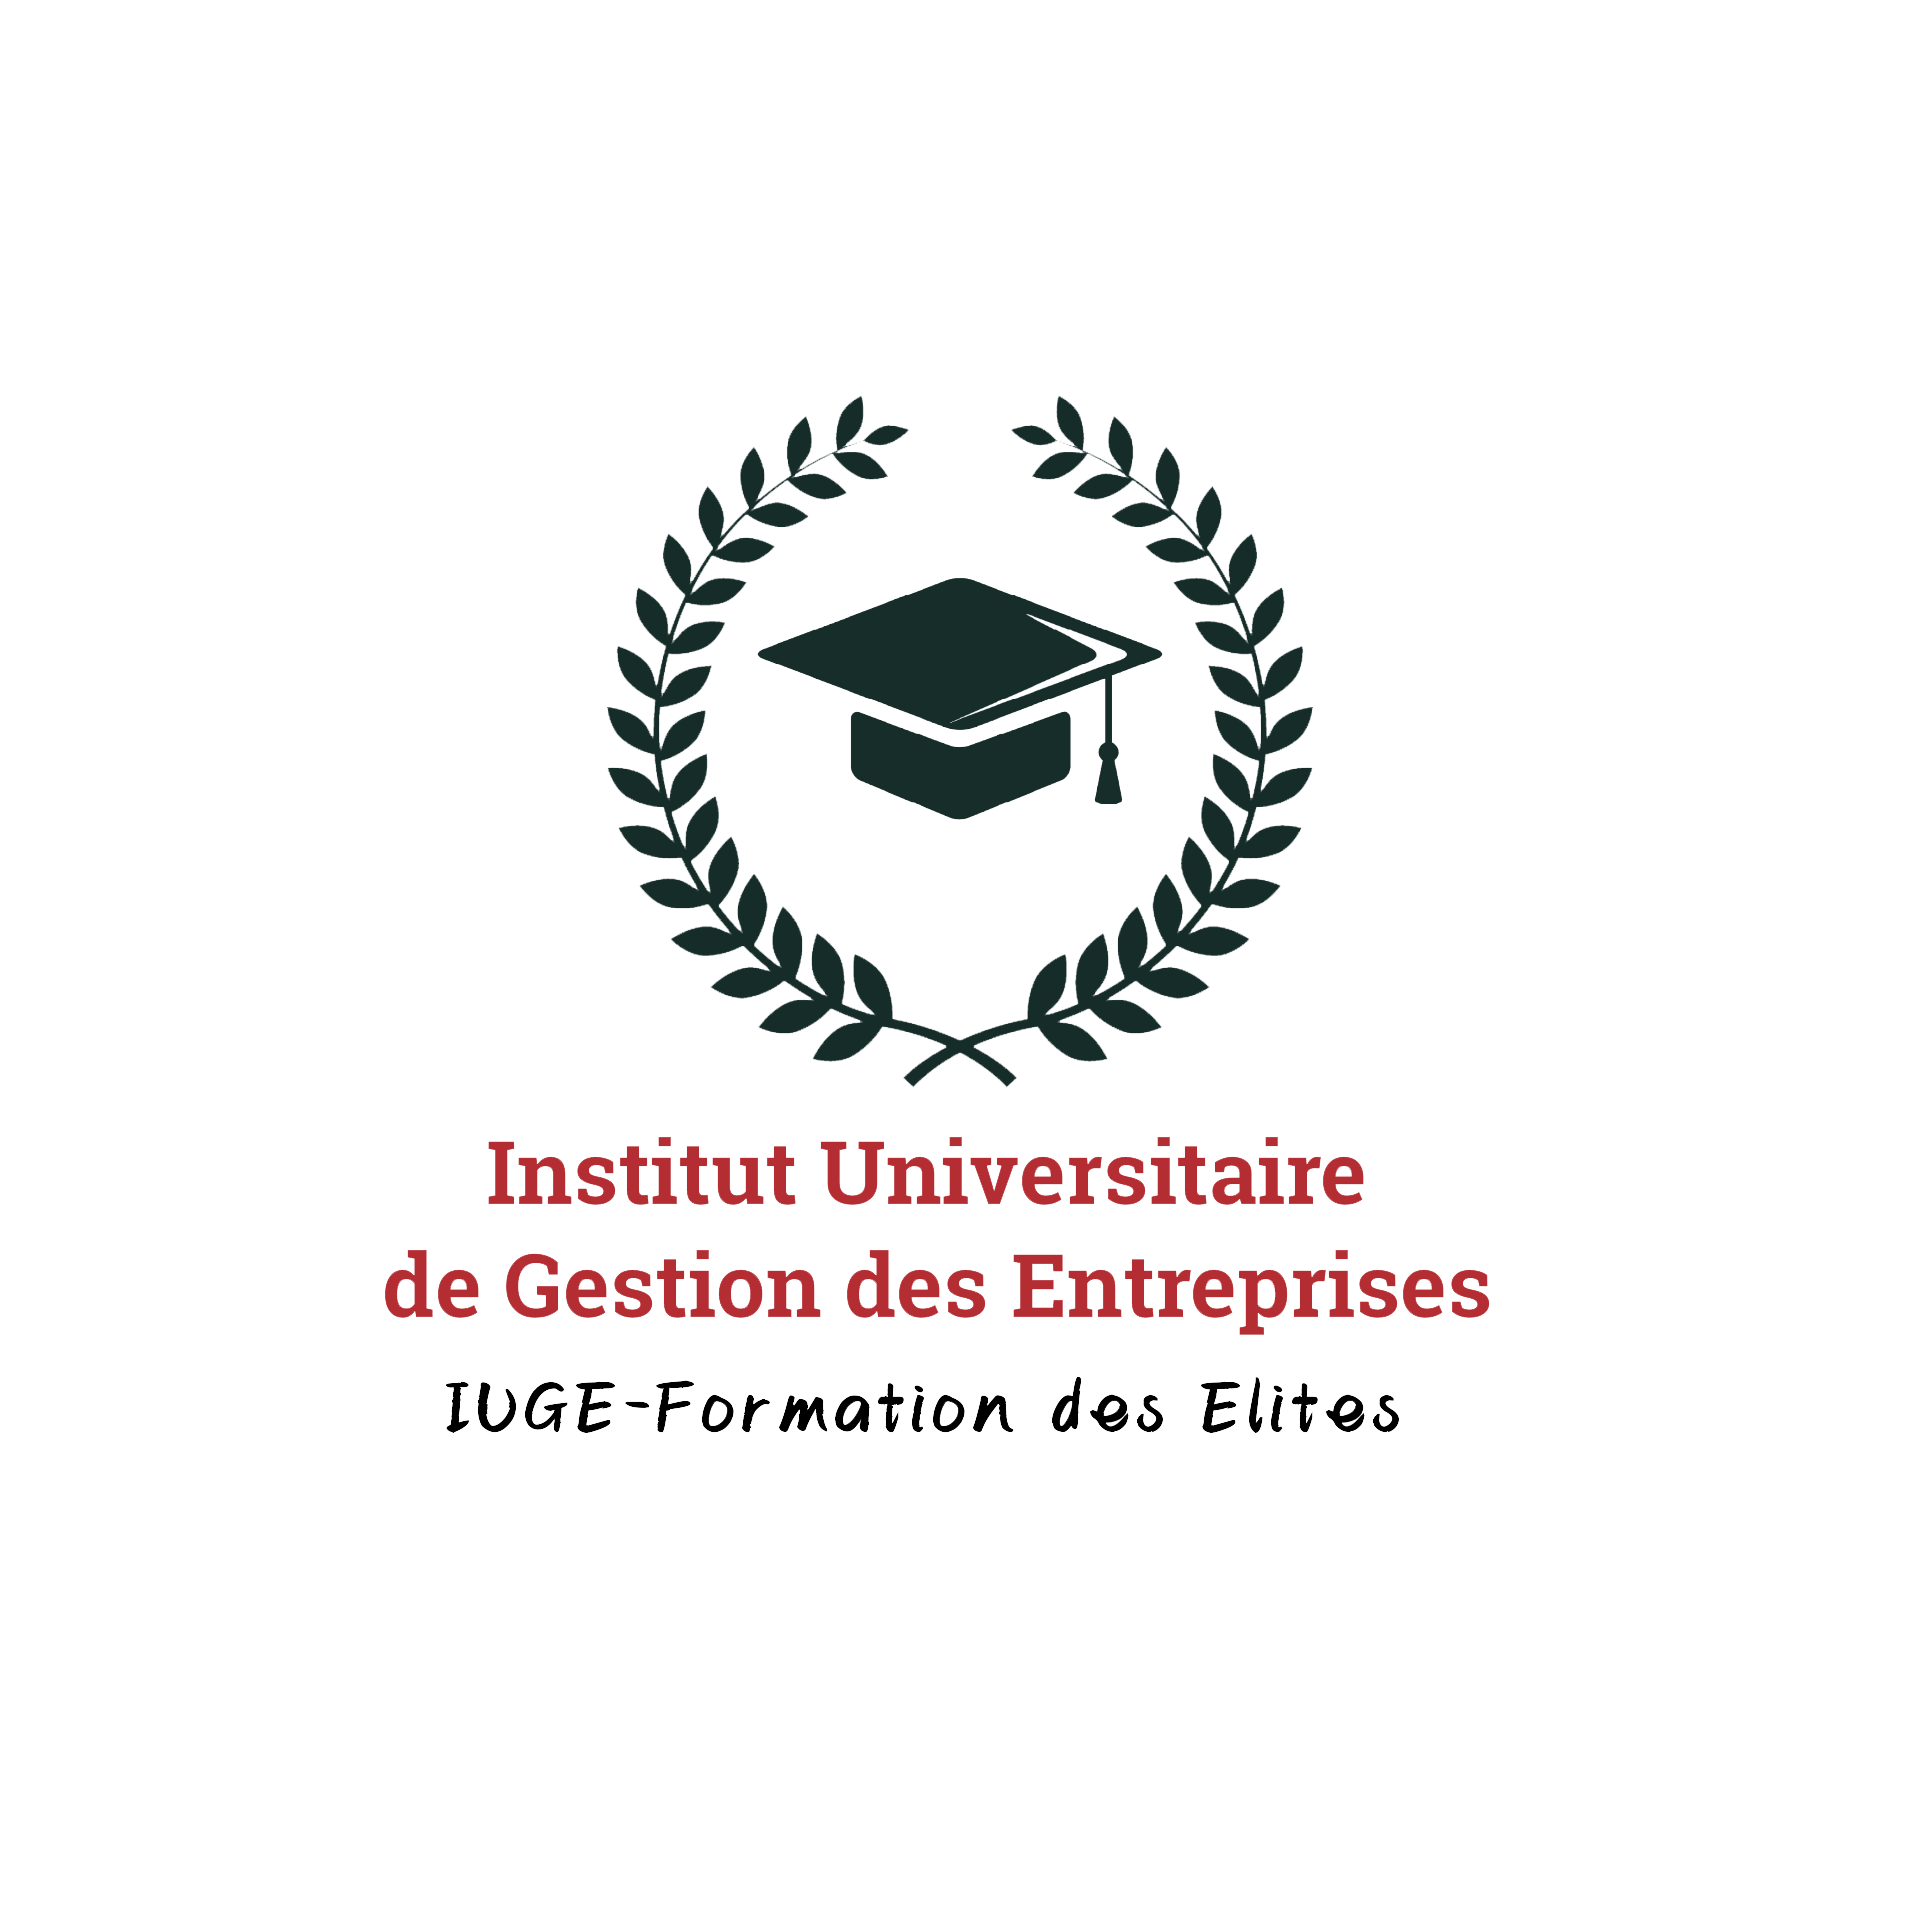 Institut Universitaire
de Gestion des Entreprises
IUGE-Formation des Elites